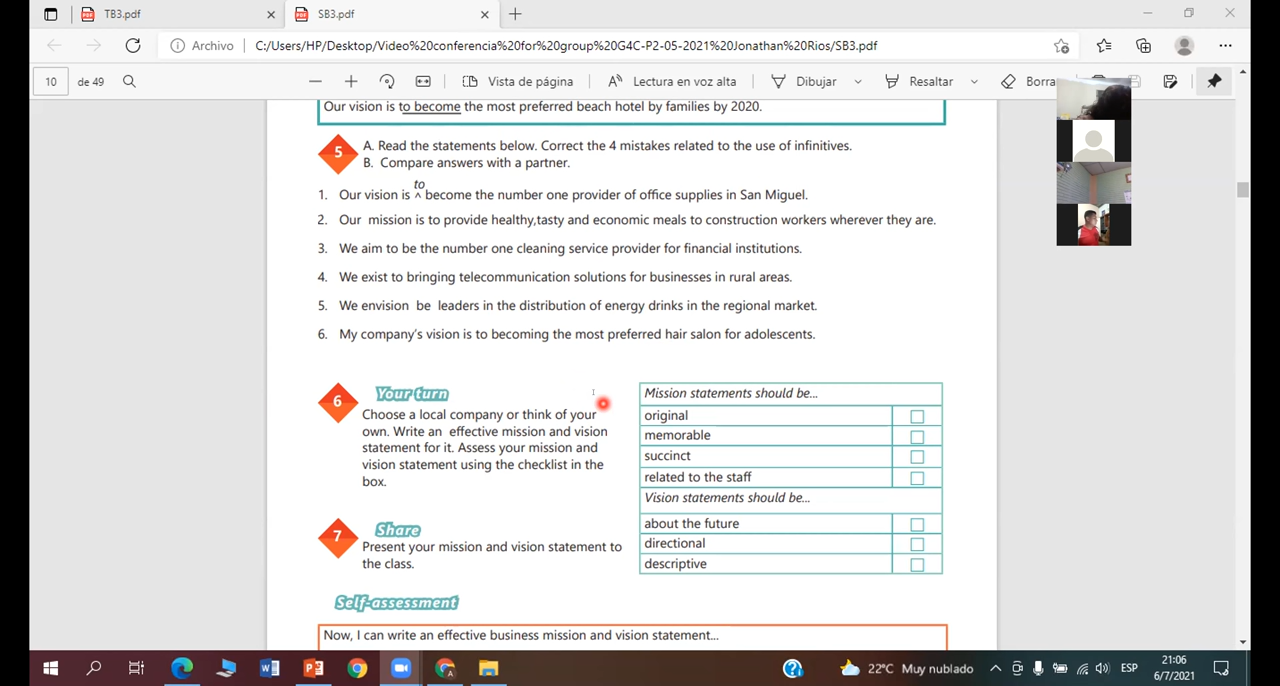 TB3.pdf
SB3.pdf
Archivo
C:/Users/HP/Desktop/Video%20conferencia%20for%20group%20G4C-P2-05-2021%20Jonathan%20Rios/SB3.pdf
10 de 49
Vista de página
Lectura en voz alta
Dibujar
Resaltar
Borra
Our vision is to become the most preferred beach hotel by families by 2020.
5
A. Read the statements below. Correct the 4 mistakes related to the use of infinitives.
B. Compare answers with a partner.
to
1. Our vision is ^ become the number one provider of office supplies in San Miguel.
2. Our mission is to provide healthy,tasty and economic meals to construction workers wherever they are.
3. We aim to be the number one cleaning service provider for financial institutions.
4. We exist to bringing telecommunication solutions for businesses in rural areas.
5. We envision be leaders in the distribution of energy drinks in the regional market.
6. My company's vision is to becoming the most preferred hair salon for adolescents.
6
Your turn
Choose a local company or think of your
own. Write an effective mission and vision
statement for it. Assess your mission and
vision statement using the checklist in the
box.
Mission statements should be...
original
memorable
succinct
related to the staff
Vision statements should be...
about the future
directional
descriptive
7
Share
Present your mission and vision statement to
the class.
Self-assessment
Now, I can write an effective business mission and vision statement...
22°C Muy nublado
ESP
21:06
6/7/2021